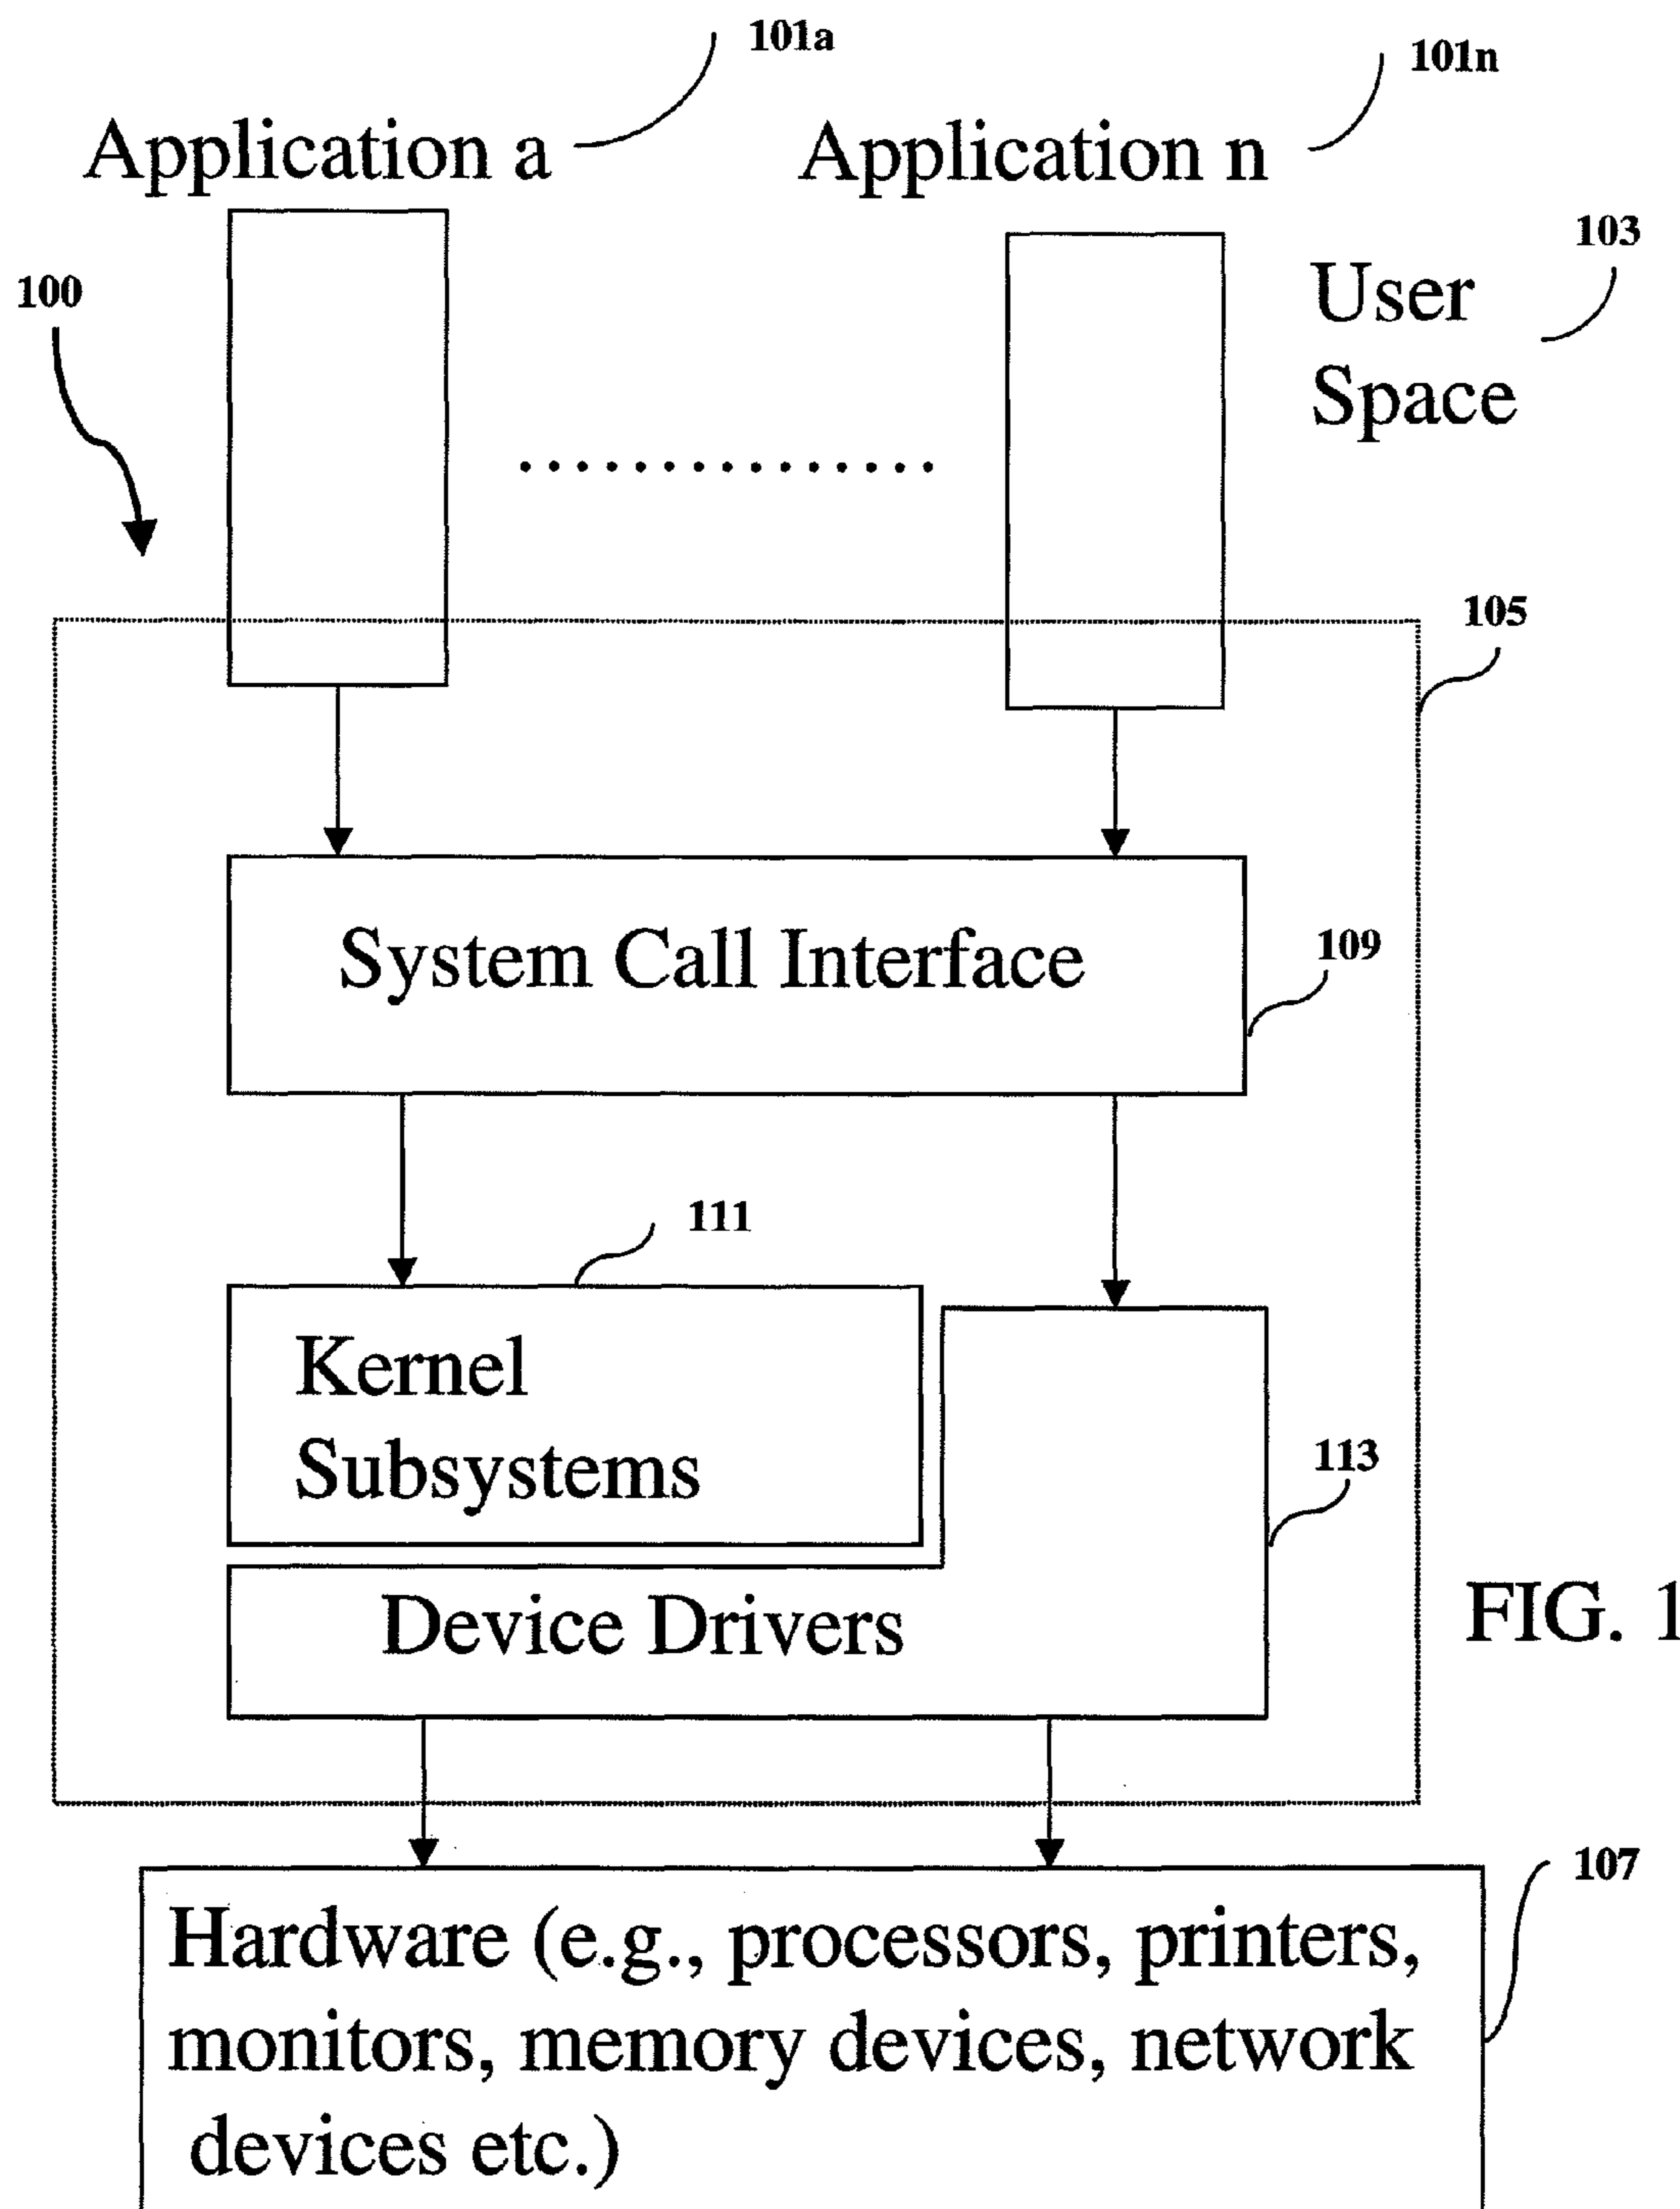 101a
101n
Application a
Application n
103
User
Space
100
105
System Call Interface
109
111
Kernel
Subsystems
113
Device Drivers
FIG. 1
107
Hardware (e.g., processors, printers,
monitors, memory devices, network
devices etc.)